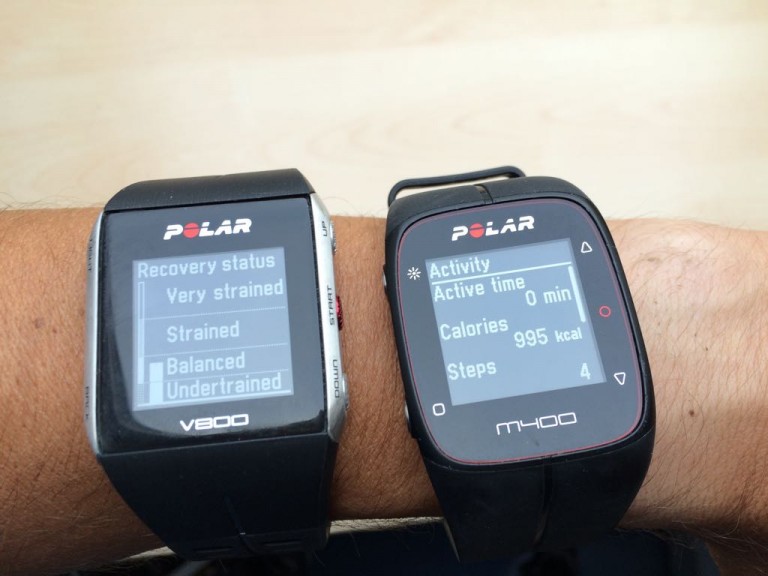 POLAR
Recovery status
Very strained
Strained
Balanced
Undertrained
V800
UP
START
DOWN
POLAR
Activity
Active time
0 min
Calories
995 kcal
Steps
4
M400